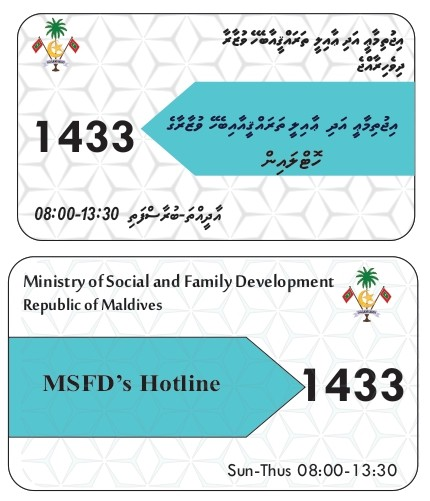 އިޖުތިމާޢީ އަދި ޢާއިލީ ތަރައްޤީއާބެހޭ ވުޒާރާ
ދިވެހިރާއްޖެ
1433
އިޖުތިމާޢީ އަދި ޢާއިލީ ތަރައްޤީއާއިބެހޭ ވުޒާރާގެ
ހޮޓްލައިން
އާދީއްތަ-ބުރާސްފަތި 08:00-13:30
Ministry of Social and Family Development
Republic of Maldives
MSFD's Hotline
1433
Sun-Thus 08:00-13:30